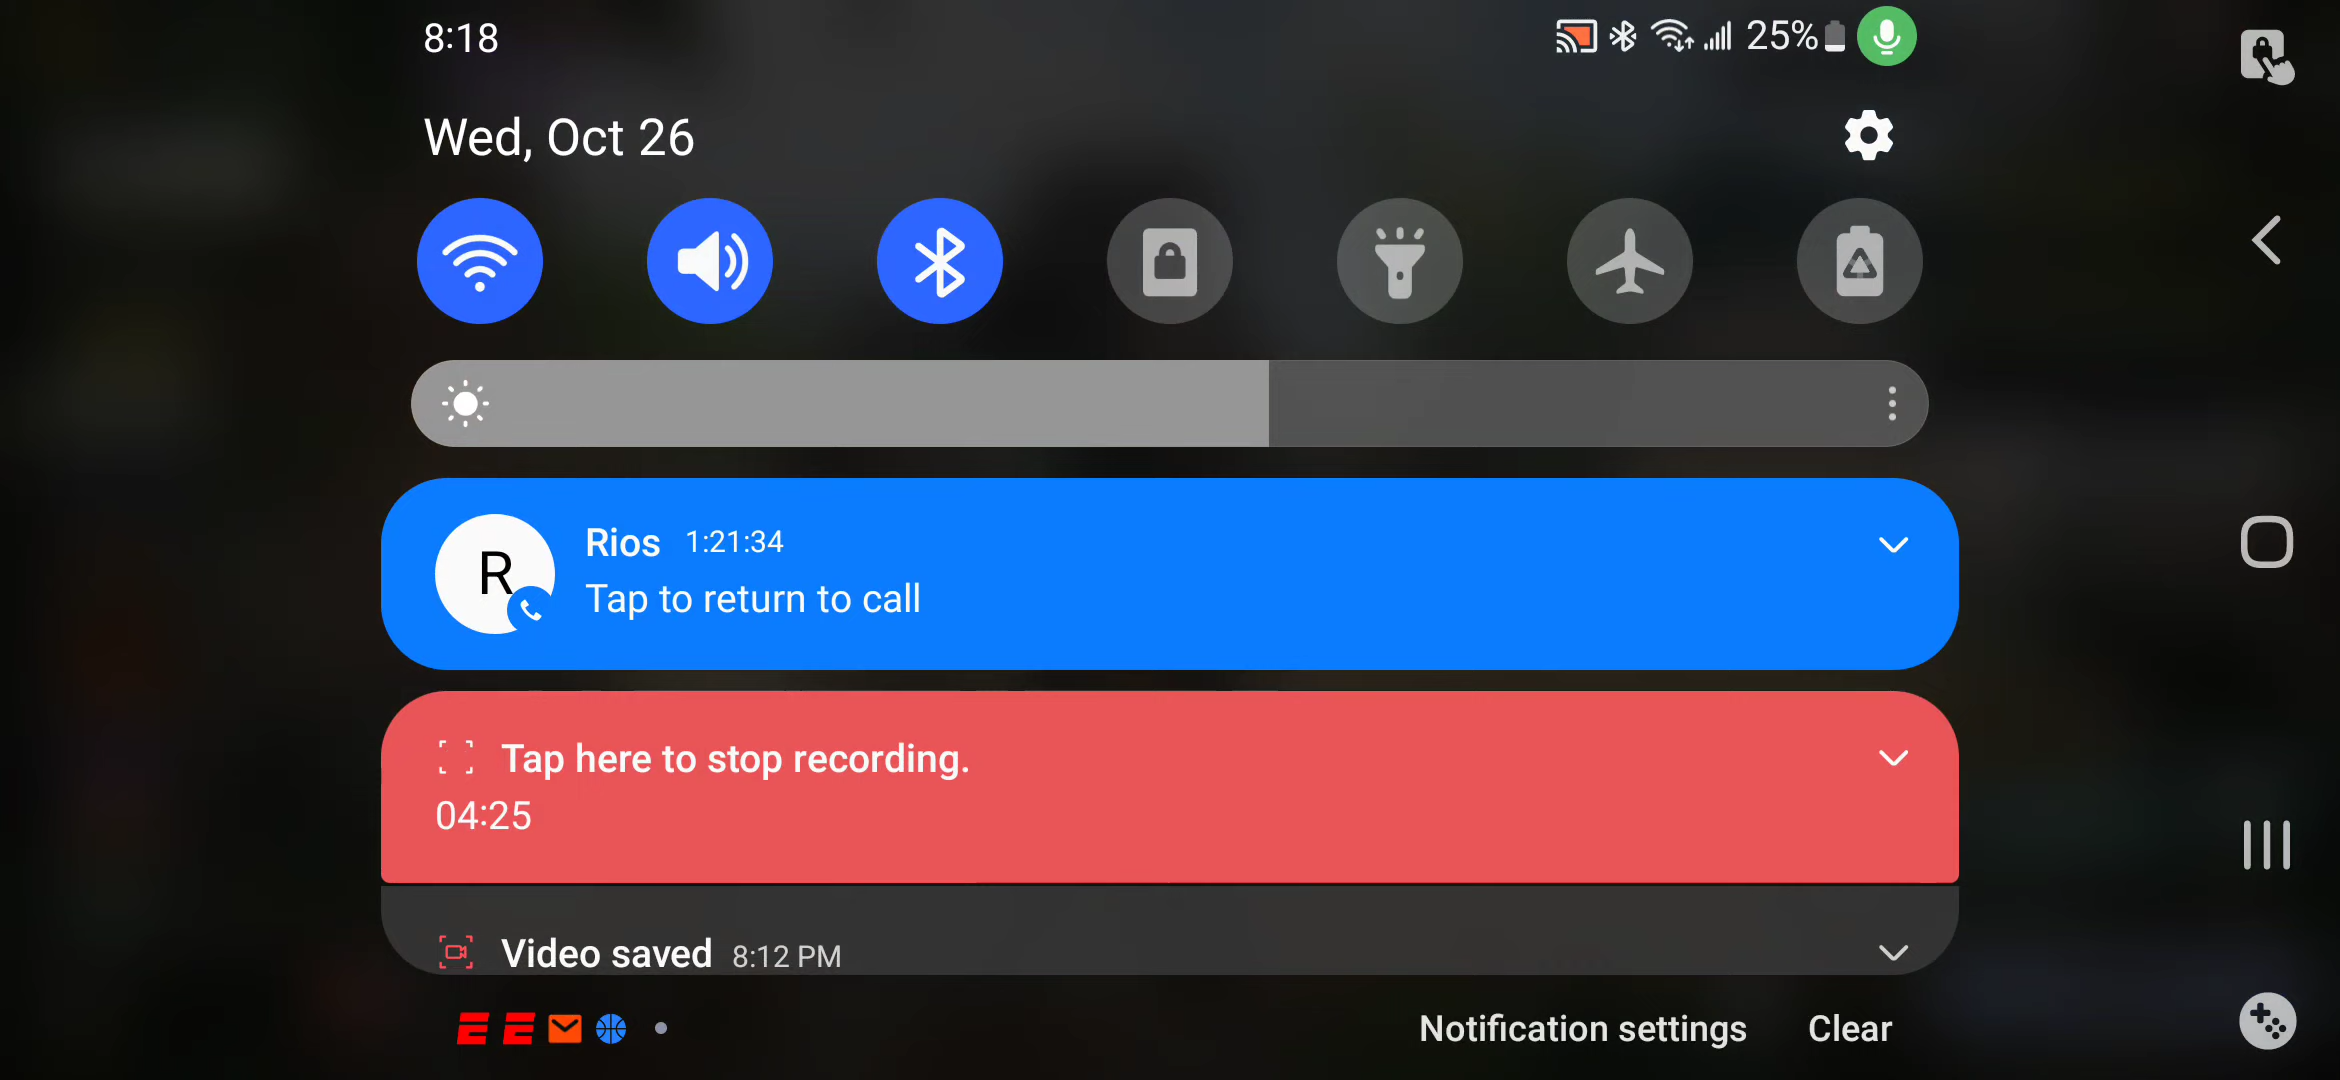 8:18
25%
Wed, Oct 26
R
Rios 1:21:34
Tap to return to call
Tap here to stop recording.
04:25
Video saved 8:12 PM
Notification settings Clear